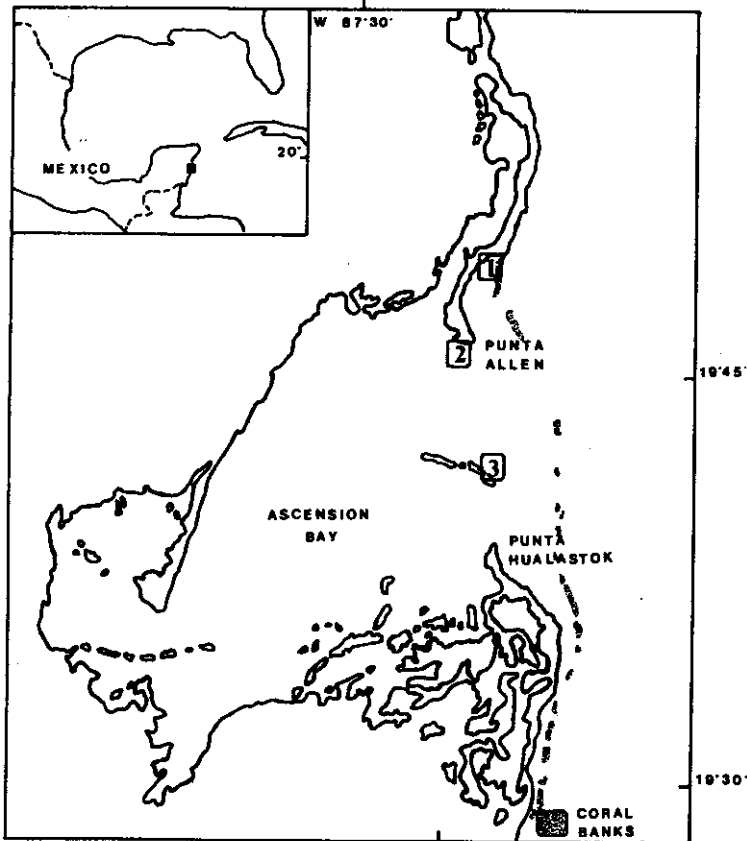 W 87°30'
20°
MEXICO
1
2
PUNTA
ALLEN
19°45'
3
ASCENSION
BAY
PUNTA
HUALASTOK
19°30'
CORAL
BANKS